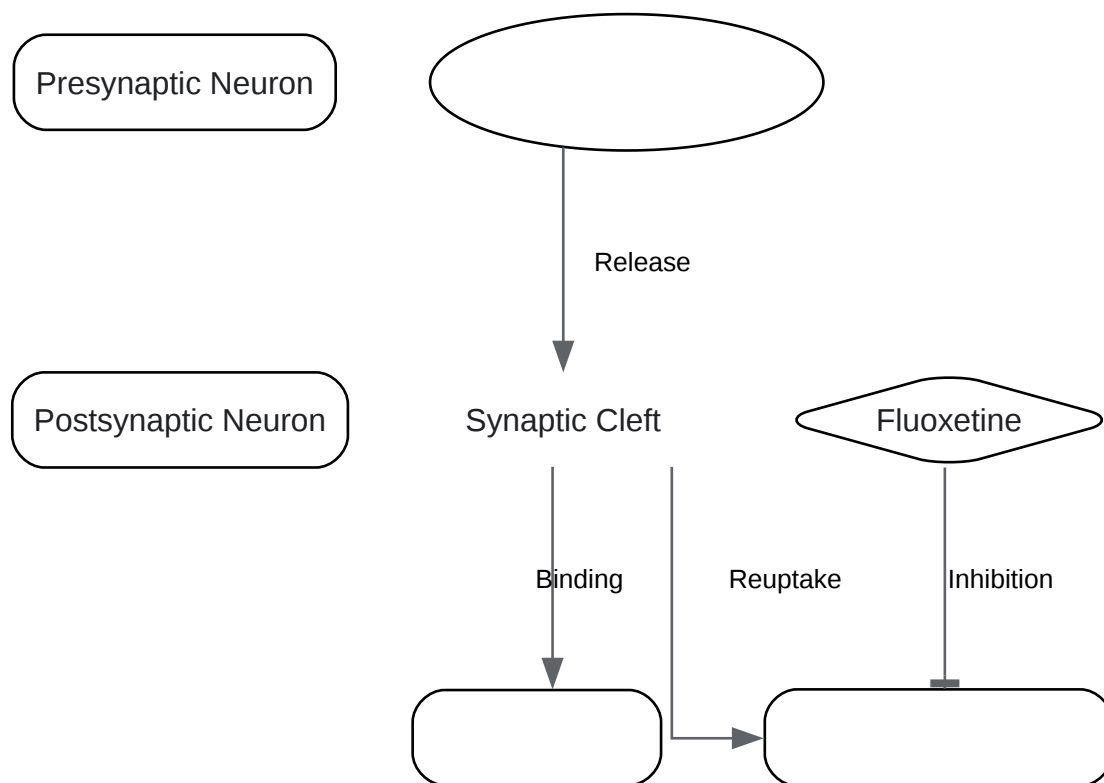 Presynaptic Neuron
Release
Postsynaptic Neuron
Synaptic Cleft
Fluoxetine
Binding
Reuptake
Inhibition